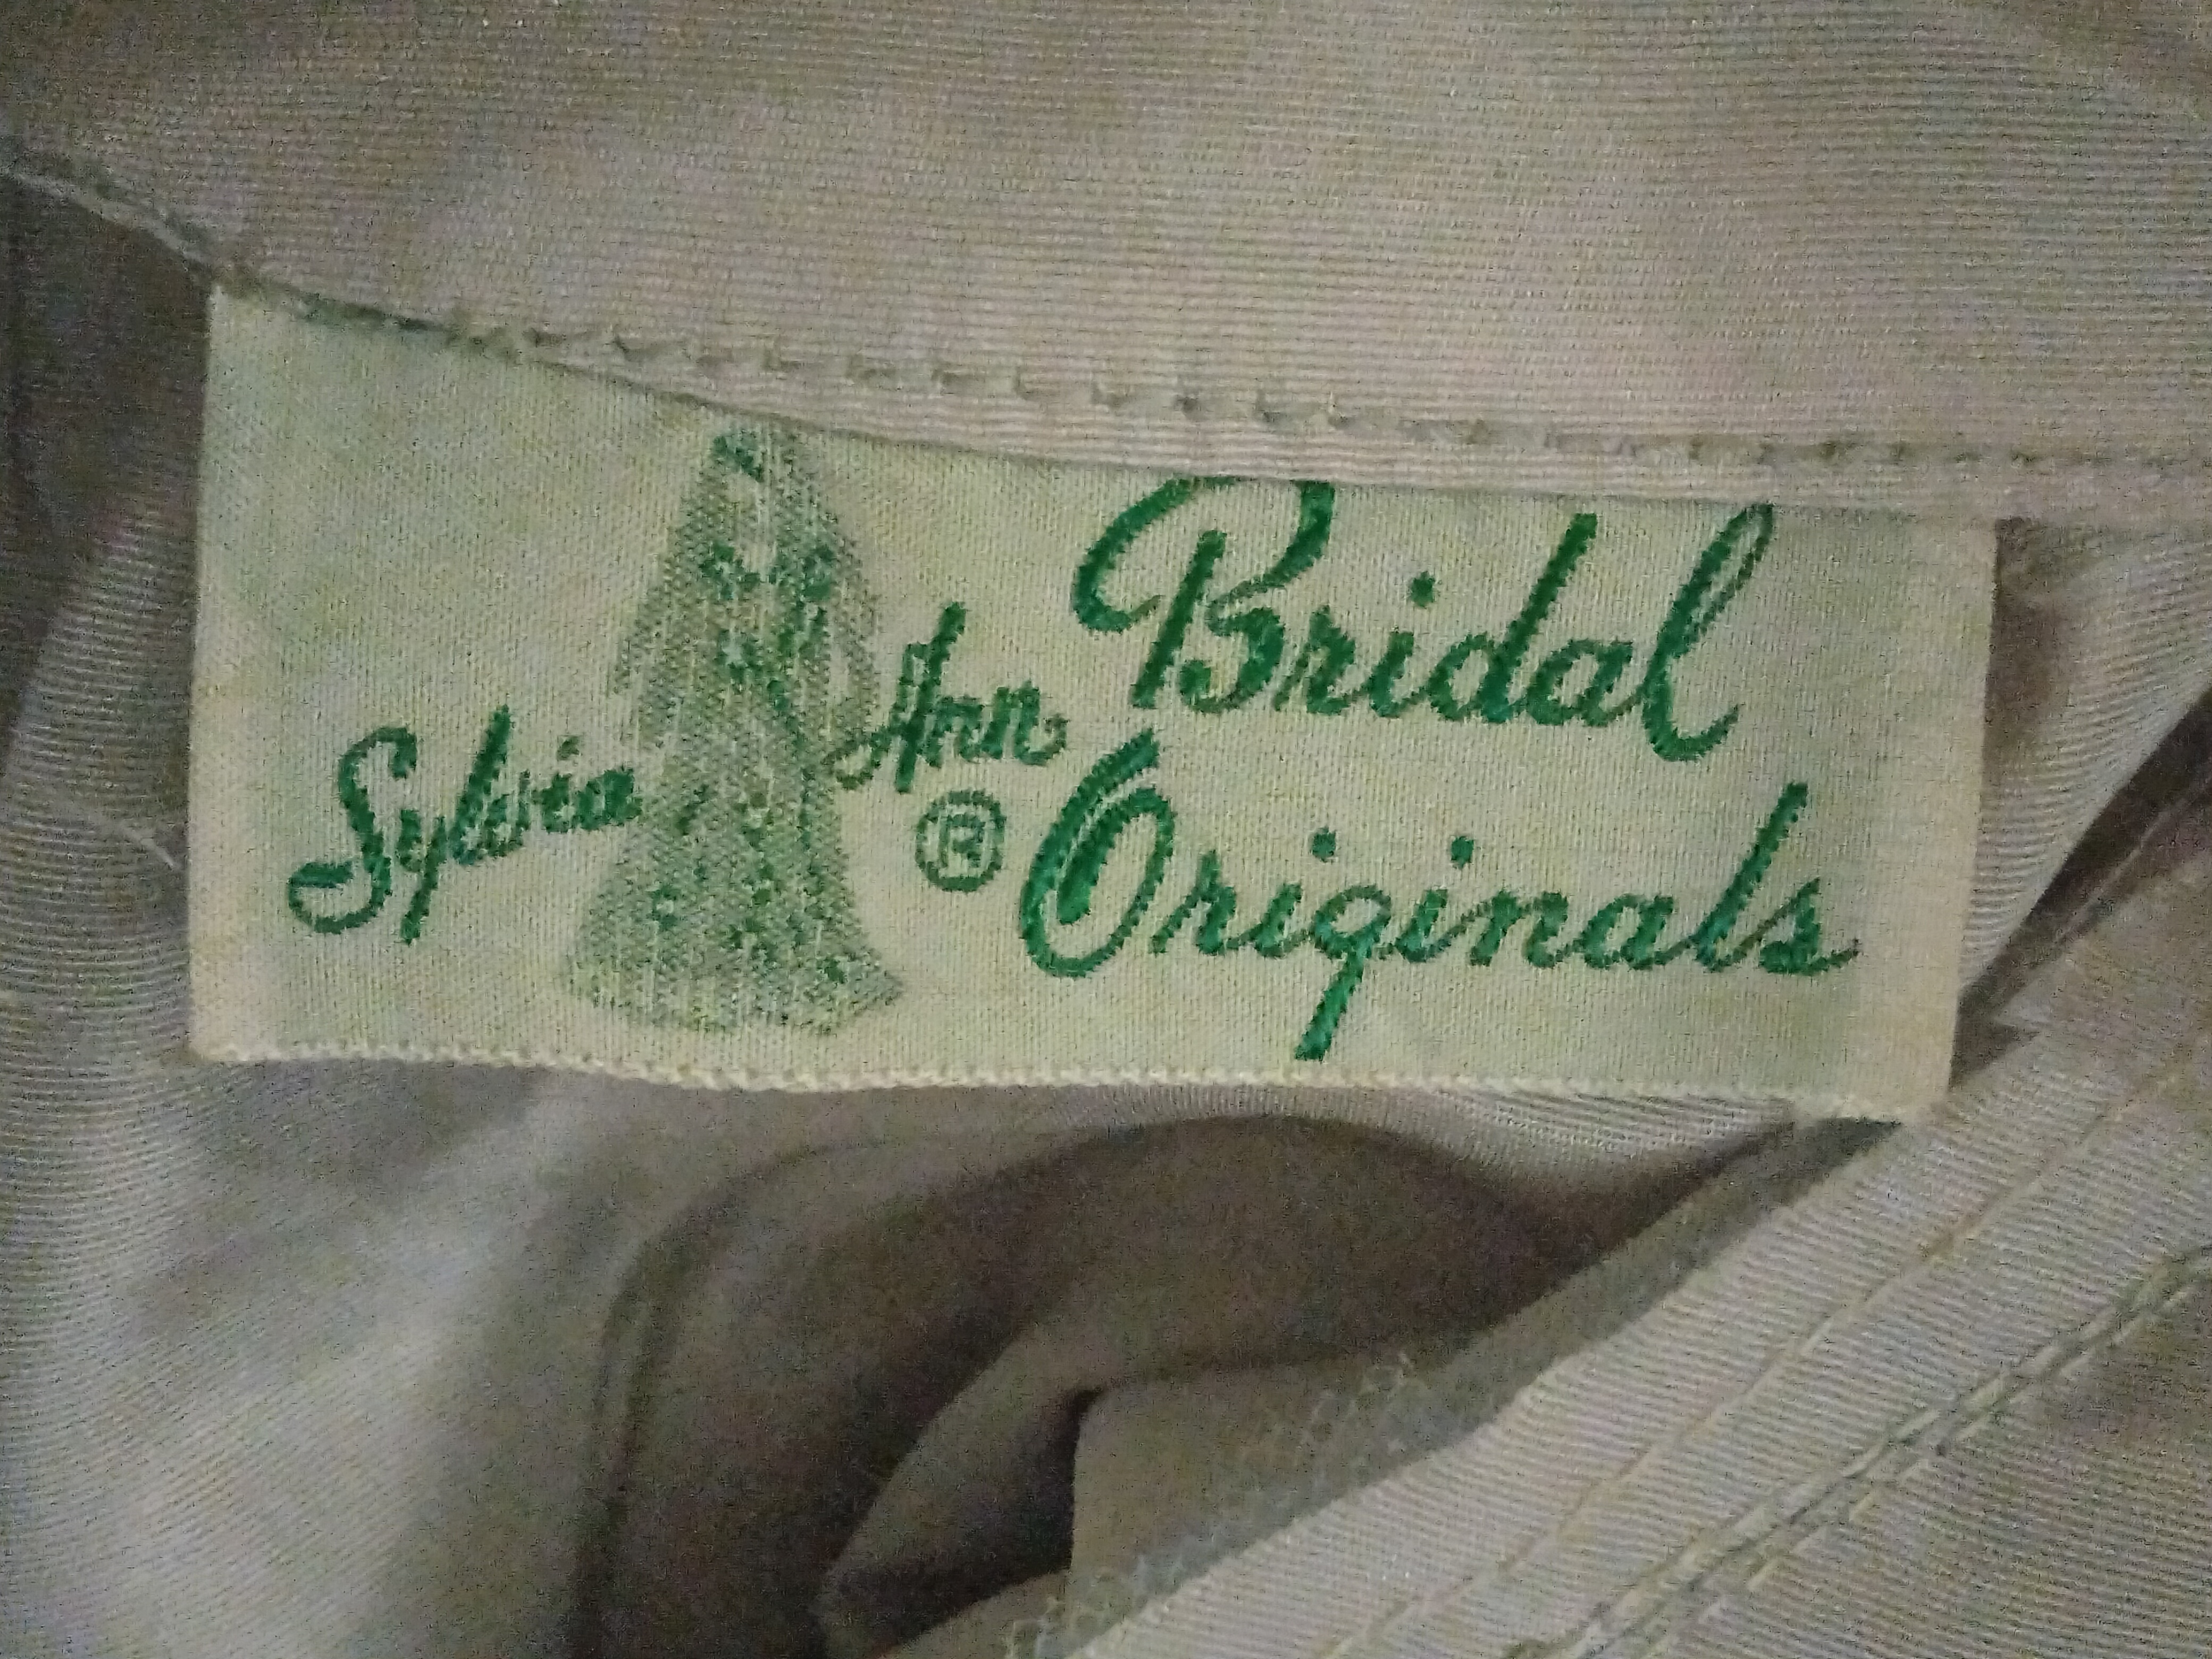 Sylvia Ann ®
Bridal
Originals